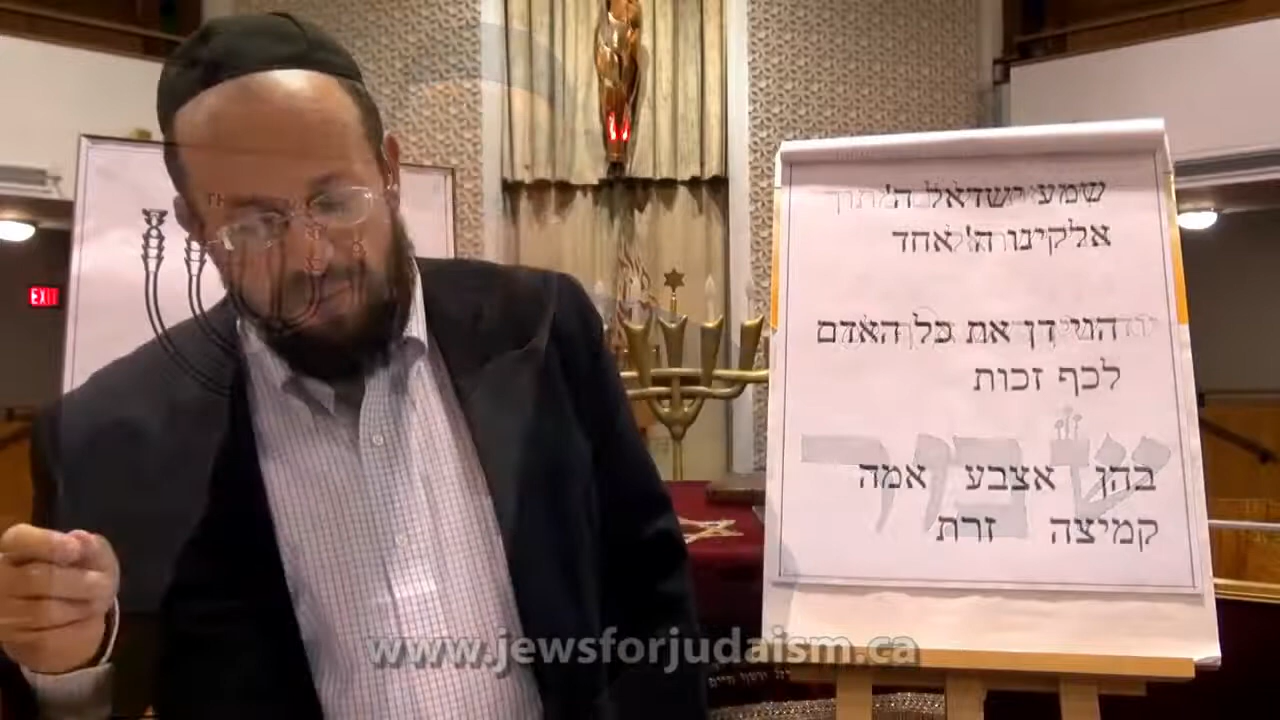 EXIT
שמע ישראל ה'
אלקינו ה' אחד
הוי דן את כל האדם
לכף זכות
בהן אצבע אמה
קמיצה זרת
www.jewsforjudaism.ca